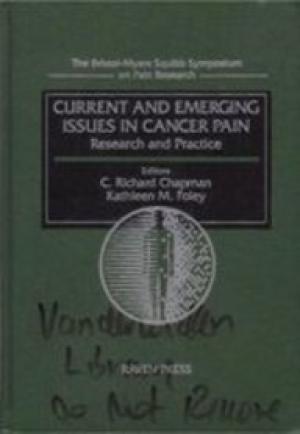 The Bristol-Myers Squibb Symposium
on Pain Research
CURRENT AND EMERGING
ISSUES IN CANCER PAIN
Research and Practice
Editors
C. Richard Chapman
Kathleen M. Foley
Library
RAVEN PRESS
Do Not Remove